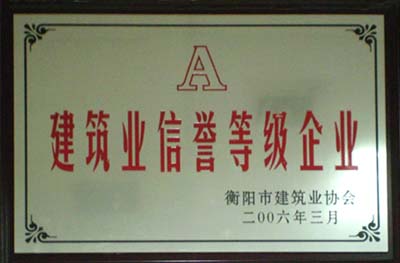 A
建筑业信誉等级企业
衡阳市建筑业协会
二00六年三月